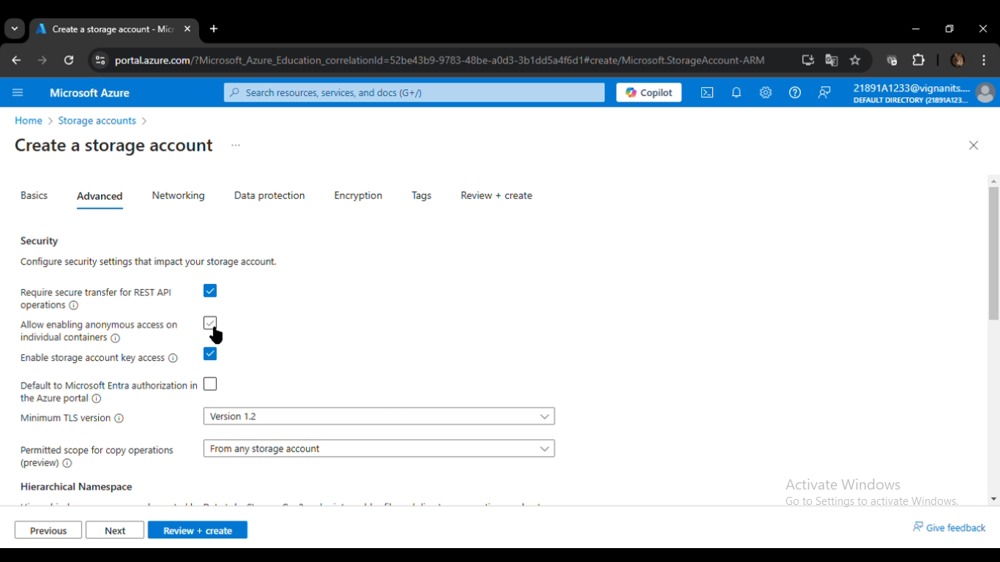 Create a storage account - Mic
portal.azure.com/?Microsoft_Azure_Education_correlationId=52be43b9-9783-48be-a0d3-3b1dd5a4f6d1#create/Microsoft.StorageAccount-ARM
Microsoft Azure
Search resources, services, and docs (G+/)
Copilot
21891A1233@vignanits....
DEFAULT DIRECTORY (21891A123...
Home > Storage accounts >
Create a storage account ...
Basics Advanced Networking Data protection Encryption Tags Review + create
Security
Configure security settings that impact your storage account.
Require secure transfer for REST API
operations
Allow enabling anonymous access on
individual containers
Enable storage account key access
Default to Microsoft Entra authorization in
the Azure portal
Minimum TLS version
Version 1.2
Permitted scope for copy operations
(preview)
From any storage account
Hierarchical Namespace
Activate Windows
Go to Settings to activate Windows.
Previous Next Review + create
Give feedback